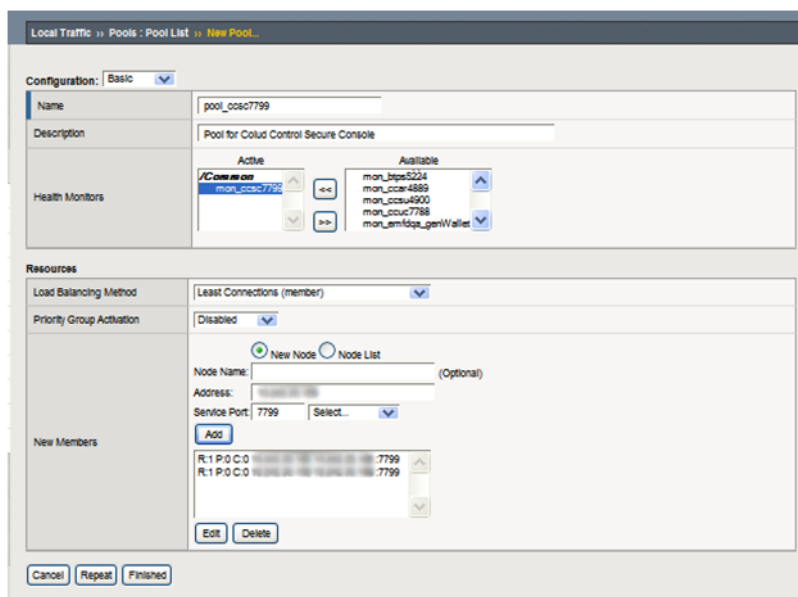 Local Traffic ›› Pools : Pool List ›› New Pool...
Configuration: Basic
Name pool_ccsc7799
Description Pool for Colud Control Secure Console
Health Monitors
Active Available
/Common
mon_ccsc7799
<<
>>
mon_btps5224
mon_ccar4889
mon_ccsu4900
mon_ccuc7788
mon_emfdqa_genWallet
Resources
Load Balancing Method Least Connections (member)
Priority Group Activation Disabled
New Members
New Node Node List
Node Name: (Optional)
Address:
Service Port: 7799 Select...
Add
R:1 P:0 C:0 :7799
R:1 P:0 C:0 :7799
Edit Delete
Cancel Repeat Finished